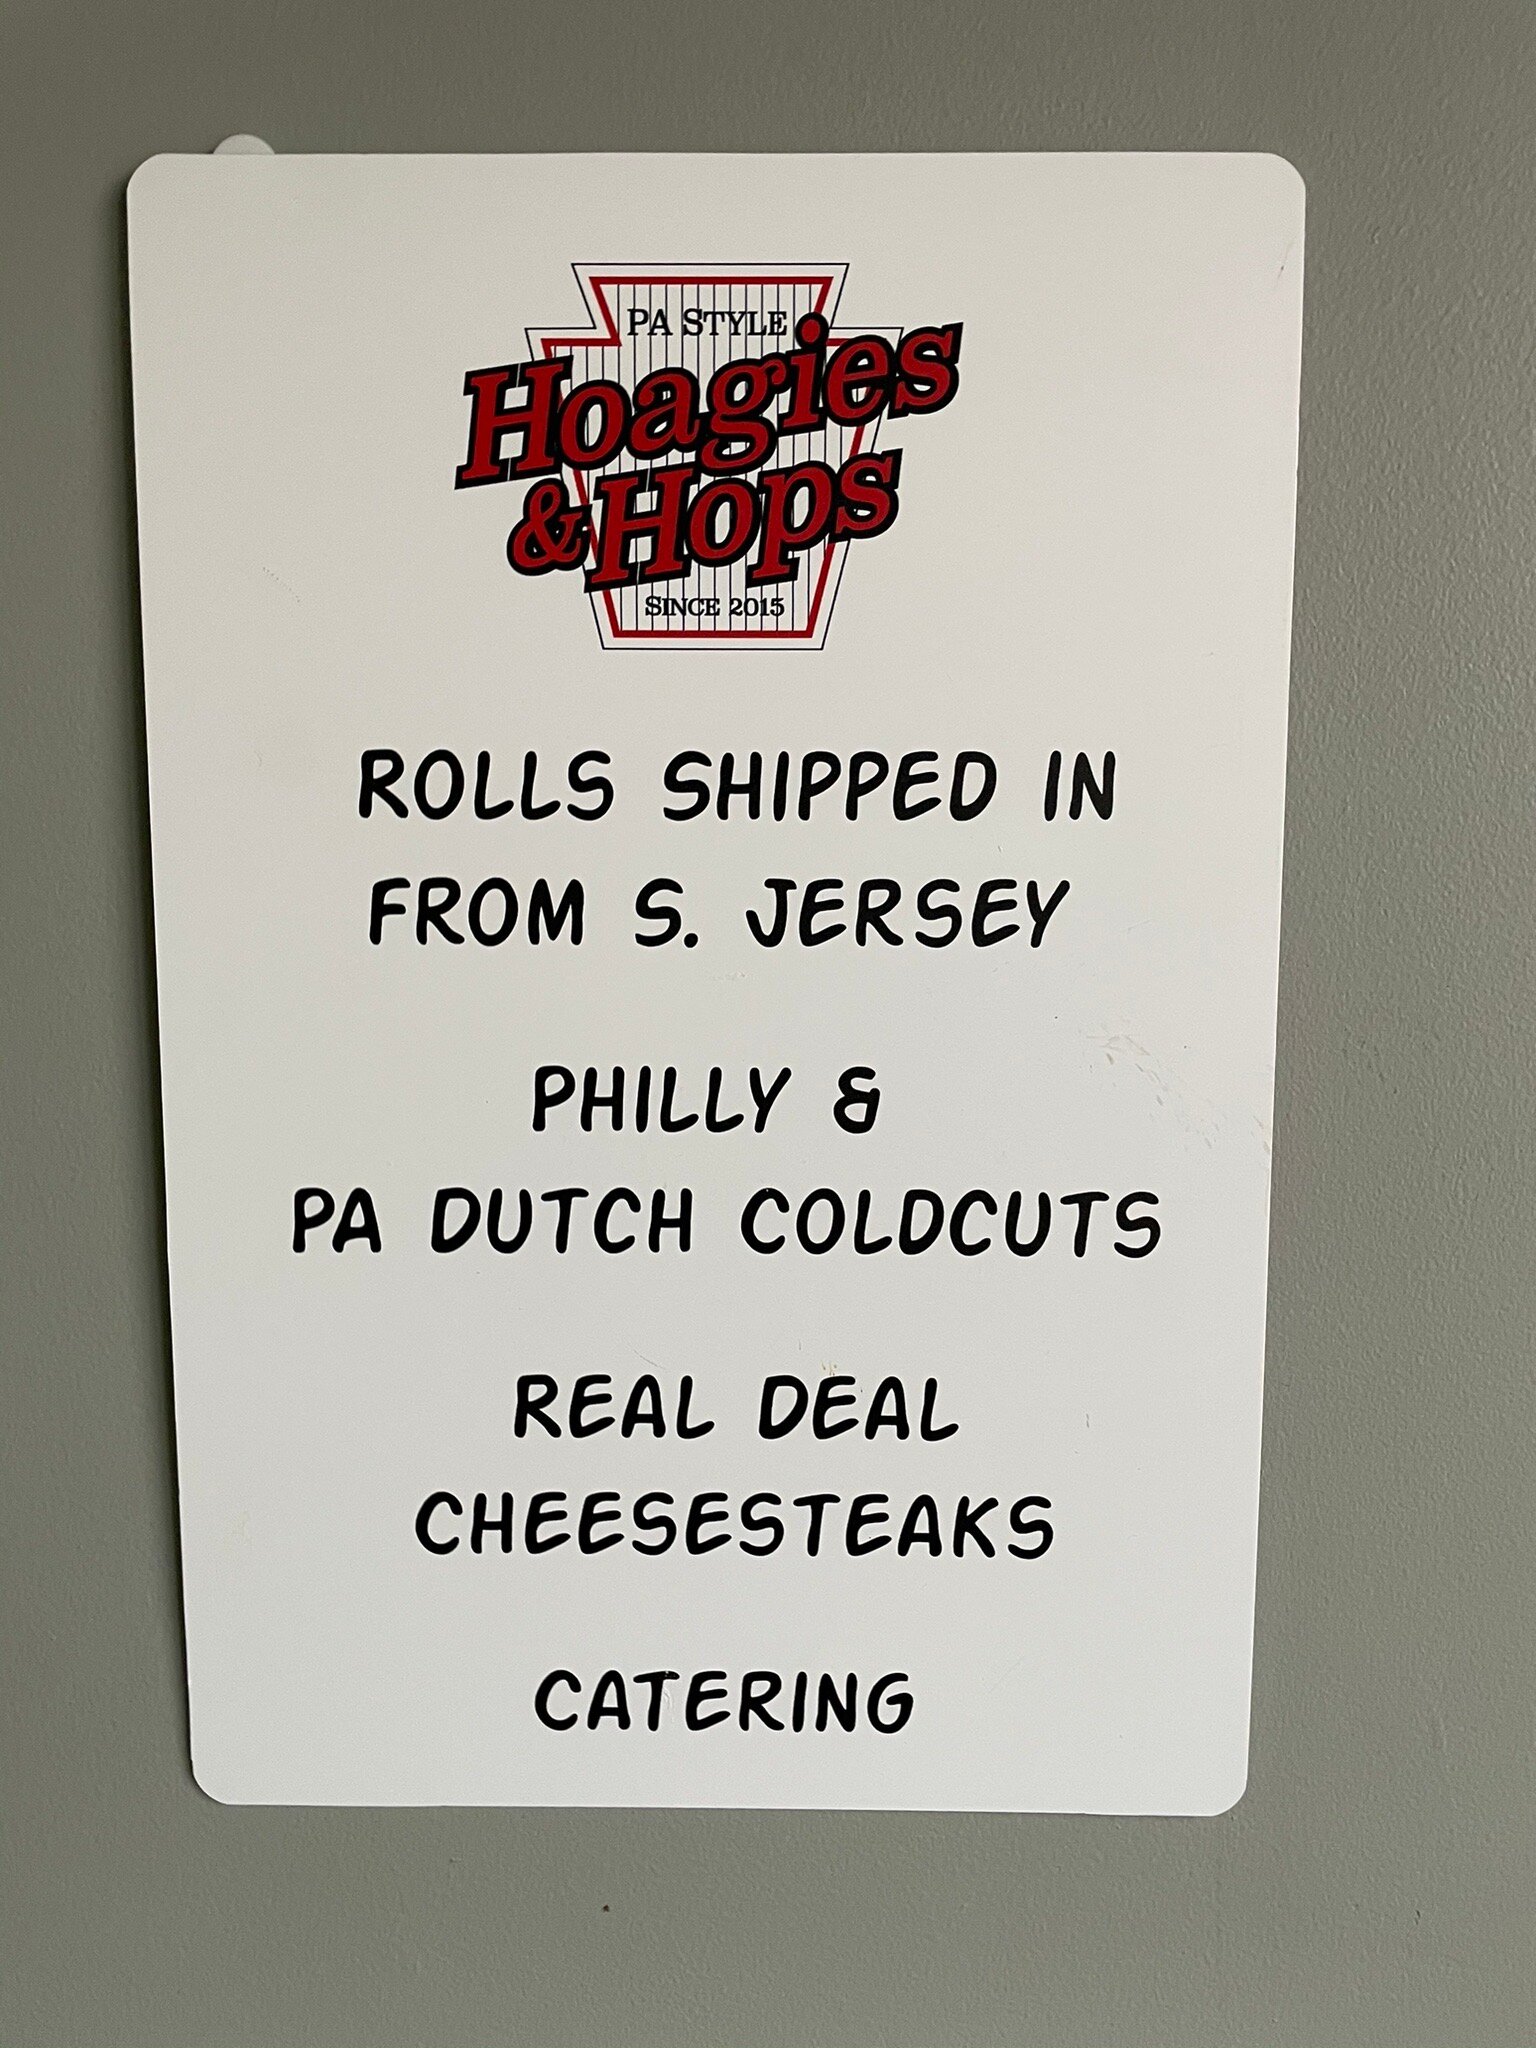 PA STYLE
Hoagies
& Hops
SINCE 2015
ROLLS SHIPPED IN
FROM S. JERSEY
PHILLY &
PA DUTCH COLDCUTS
REAL DEAL
CHEESESTEAKS
CATERING